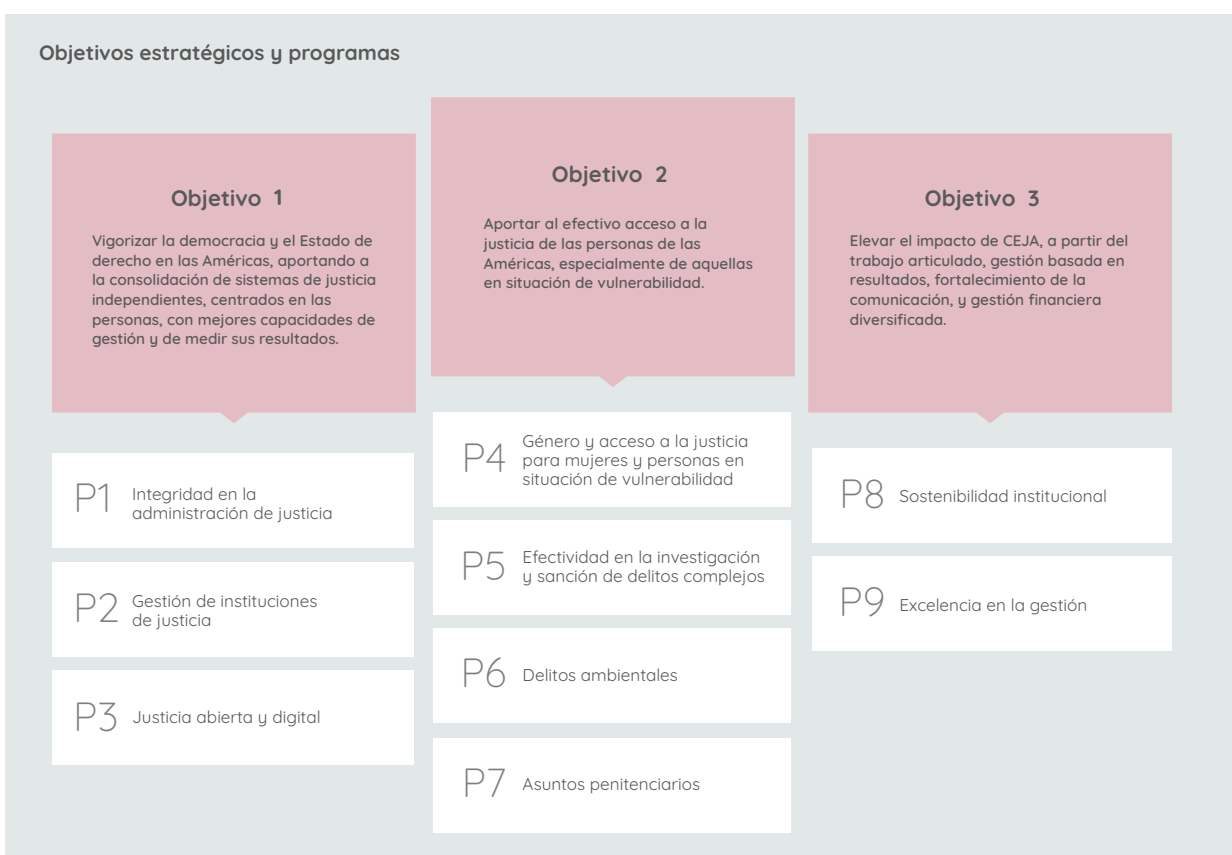 Objetivos estratégicos y programas
Objetivo 1
Vigorizar la democracia y el Estado de
derecho en las Américas, aportando a
la consolidación de sistemas de justicia
independientes, centrados en las
personas, con mejores capacidades de
gestión y de medir sus resultados.
P1
Integridad en la
administración de justicia
P2
Gestión de instituciones
de justicia
P3
Justicia abierta y digital
Objetivo 2
Aportar al efectivo acceso a la
justicia de las personas de las
Américas, especialmente de aquellas
en situación de vulnerabilidad.
P4
Género y acceso a la justicia
para mujeres y personas en
situación de vulnerabilidad
P5
Efectividad en la investigación
y sanción de delitos complejos
P6
Delitos ambientales
P7
Asuntos penitenciarios
Objetivo 3
Elevar el impacto de CEJA, a partir del
trabajo articulado, gestión basada en
resultados, fortalecimiento de la
comunicación, y gestión financiera
diversificada.
P8
Sostenibilidad institucional
P9
Excelencia en la gestión